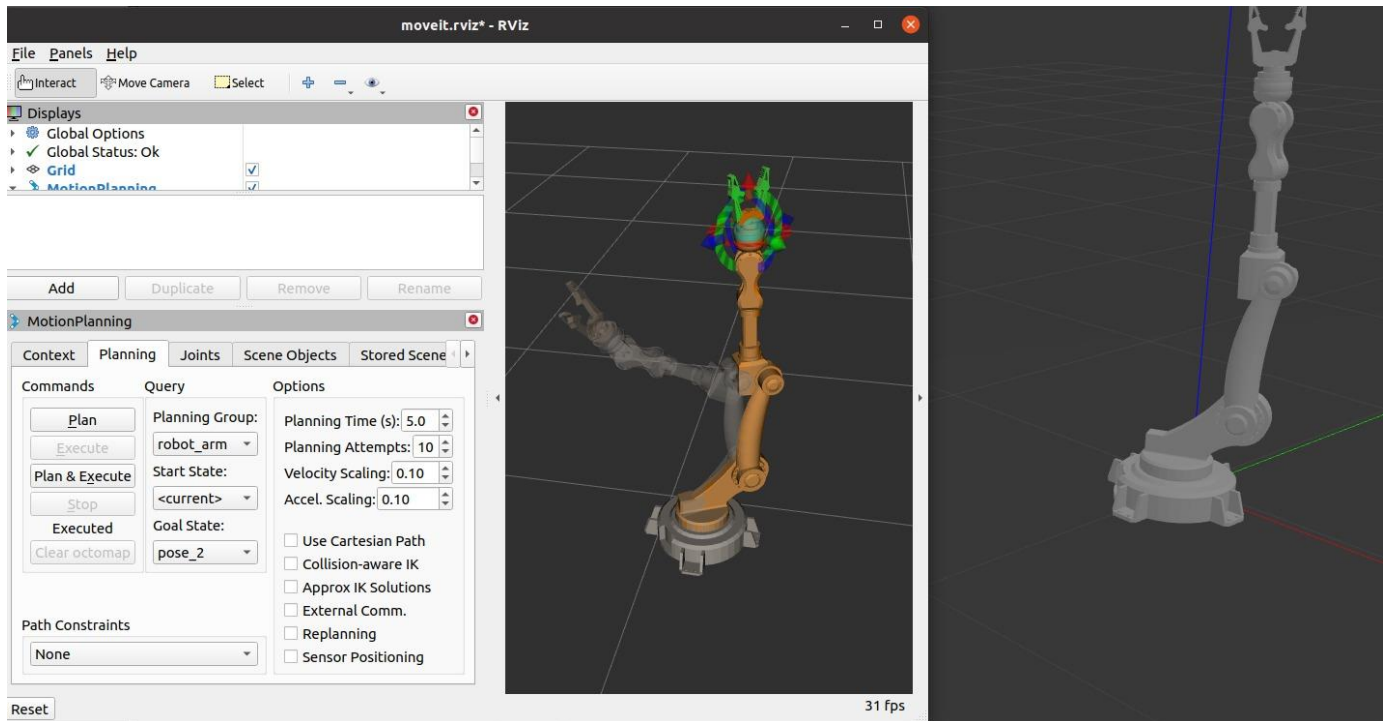 moveit.rviz* - RViz
File Panels Help
Interact Move Camera Select
Displays
Global Options
Global Status: Ok
Grid
MotionPlanning
Add Duplicate Remove Rename
MotionPlanning
Context Planning Joints Scene Objects Stored Scene
Commands Query Options
Plan Planning Group: Planning Time (s): 5.0
Execute robot_arm Planning Attempts: 10
Plan & Execute Start State: Velocity Scaling: 0.10
Stop <current> Accel. Scaling: 0.10
Executed Goal State:
Clear octomap pose_2
Use Cartesian Path
Collision-aware IK
Approx IK Solutions
External Comm.
Replanning
Sensor Positioning
Path Constraints
None
Reset 31 fps